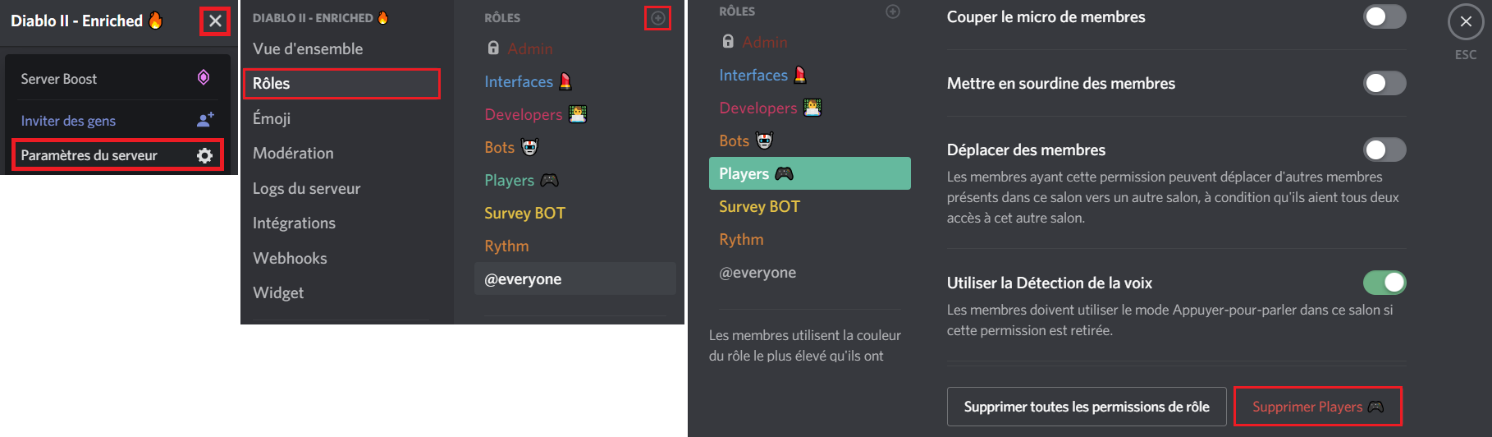 Diablo II - Enriched 🔥
Server Boost
Inviter des gens
Paramètres du serveur
DIABLO II - ENRICHED 🔥
Vue d'ensemble
Rôles
Émoji
Modération
Logs du serveur
Intégrations
Webhooks
Widget
RÔLES
Admin
Interfaces 💄
Developers 👨‍💻
Bots 🤖
Players 🎮
Survey BOT
Rythm
@everyone
RÔLES
Admin
Interfaces 💄
Developers 👨‍💻
Bots 🤖
Players 🎮
Survey BOT
Rythm
@everyone
Les membres utilisent la couleur
du rôle le plus élevé qu'ils ont
Couper le micro de membres
Mettre en sourdine des membres
Déplacer des membres
Les membres ayant cette permission peuvent déplacer d'autres membres
présents dans ce salon vers un autre salon, à condition qu'ils aient tous deux
accès à cet autre salon.
Utiliser la Détection de la voix
Les membres doivent utiliser le mode Appuyer-pour-parler dans ce salon si
cette permission est retirée.
Supprimer toutes les permissions de rôle
Supprimer Players 🎮
ESC